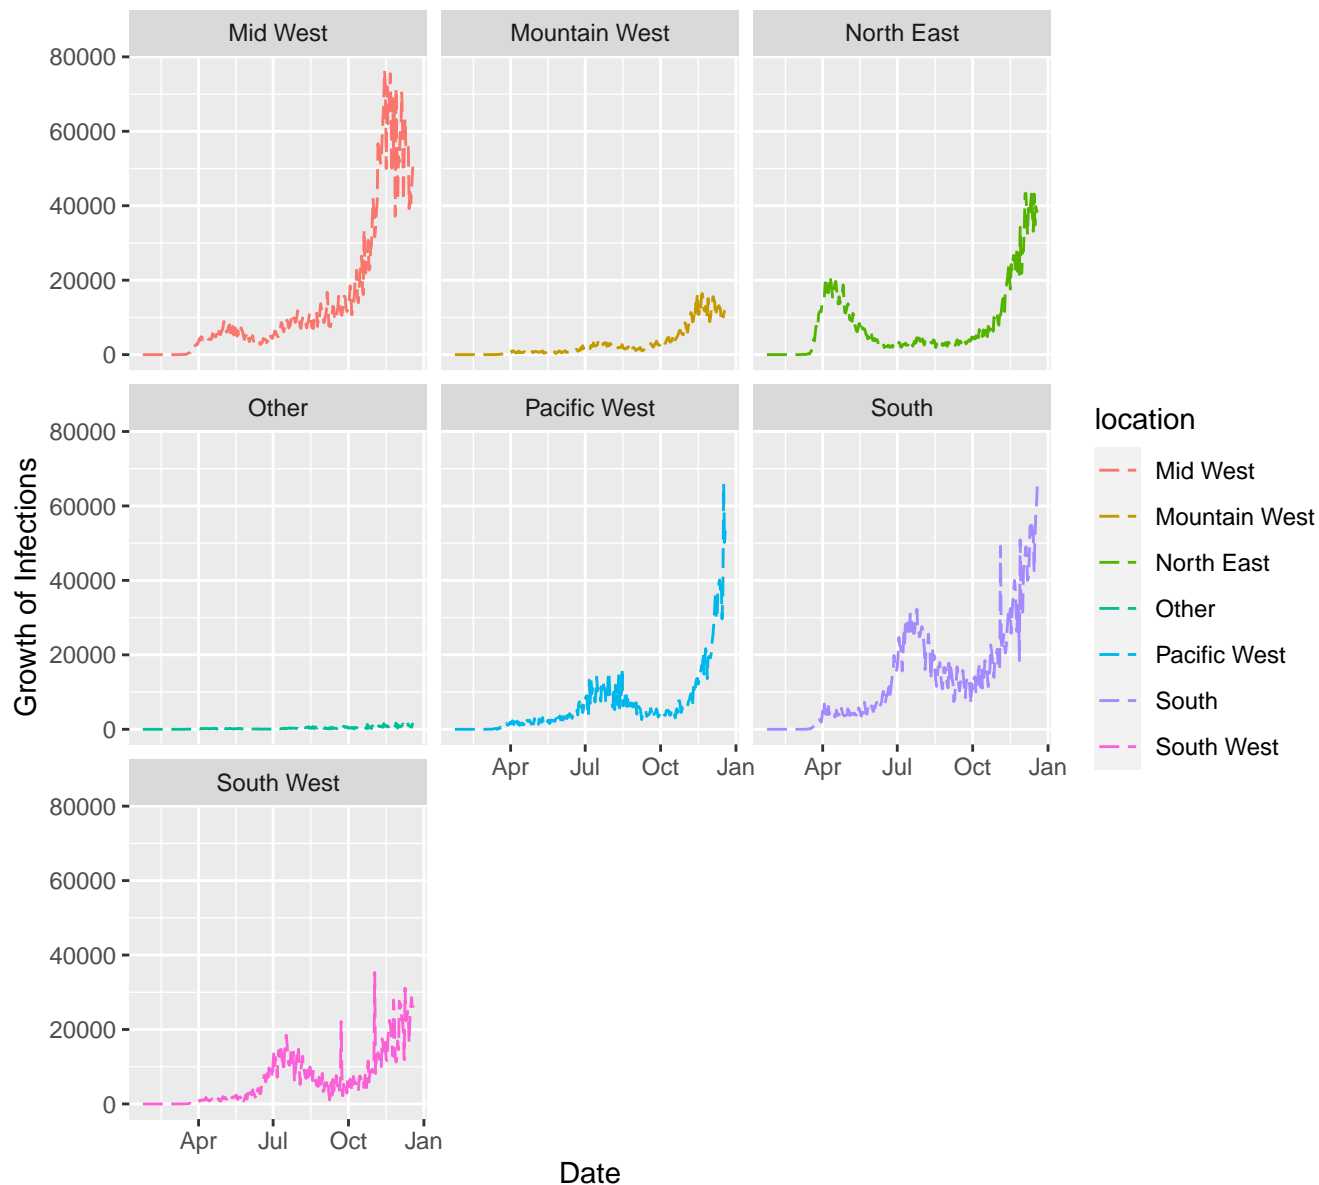 Mid West
Mountain West
North East
80000
60000
40000
20000
0
Other
Pacific West
South
80000
60000
40000
20000
0
Apr
Jul
Oct
Jan
Apr
Jul
Oct
Jan
South West
80000
60000
40000
20000
0
Apr
Jul
Oct
Jan
Date
Growth of Infections
location
Mid West
Mountain West
North East
Other
Pacific West
South
South West